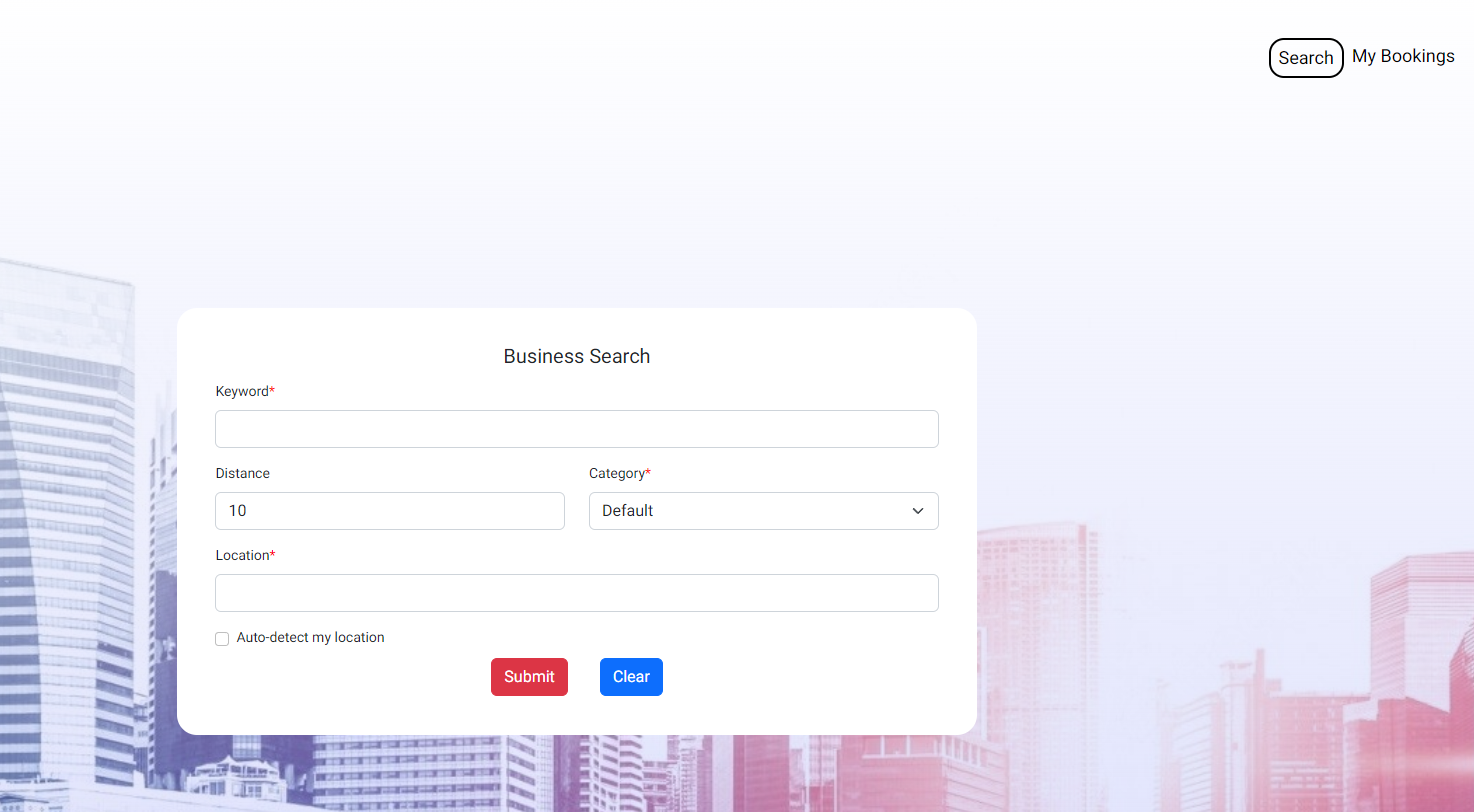 Search My Bookings
Business Search
Keyword*
Distance Category*
10 Default
Location*
Auto-detect my location
Submit Clear